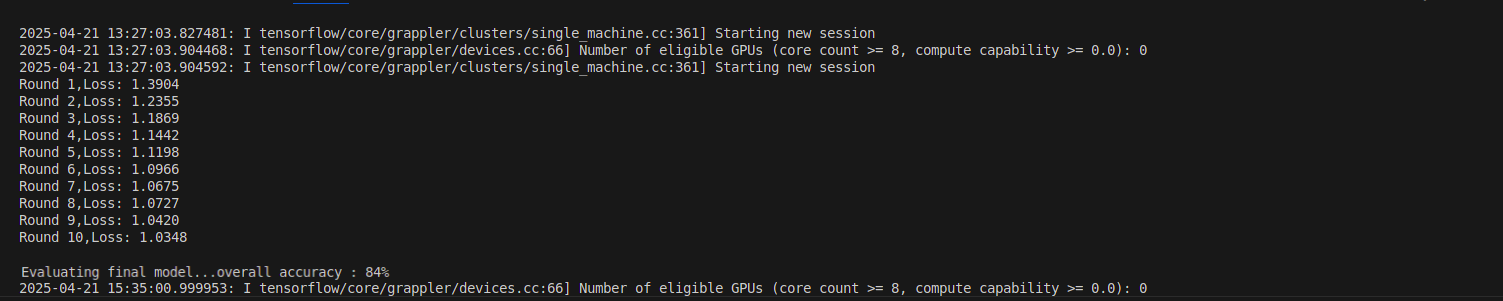 2025-04-21 13:27:03.827481: I tensorflow/core/grappler/clusters/single_machine.cc:361] Starting new session
2025-04-21 13:27:03.904468: I tensorflow/core/grappler/devices.cc:66] Number of eligible GPUs (core count >= 8, compute capability >= 0.0): 0
2025-04-21 13:27:03.904592: I tensorflow/core/grappler/clusters/single_machine.cc:361] Starting new session
Round 1,Loss: 1.3904
Round 2,Loss: 1.2355
Round 3,Loss: 1.1869
Round 4,Loss: 1.1442
Round 5,Loss: 1.1198
Round 6,Loss: 1.0966
Round 7,Loss: 1.0675
Round 8,Loss: 1.0727
Round 9,Loss: 1.0420
Round 10,Loss: 1.0348
Evaluating final model...overall accuracy : 84%
2025-04-21 15:35:00.999953: I tensorflow/core/grappler/devices.cc:66] Number of eligible GPUs (core count >= 8, compute capability >= 0.0): 0